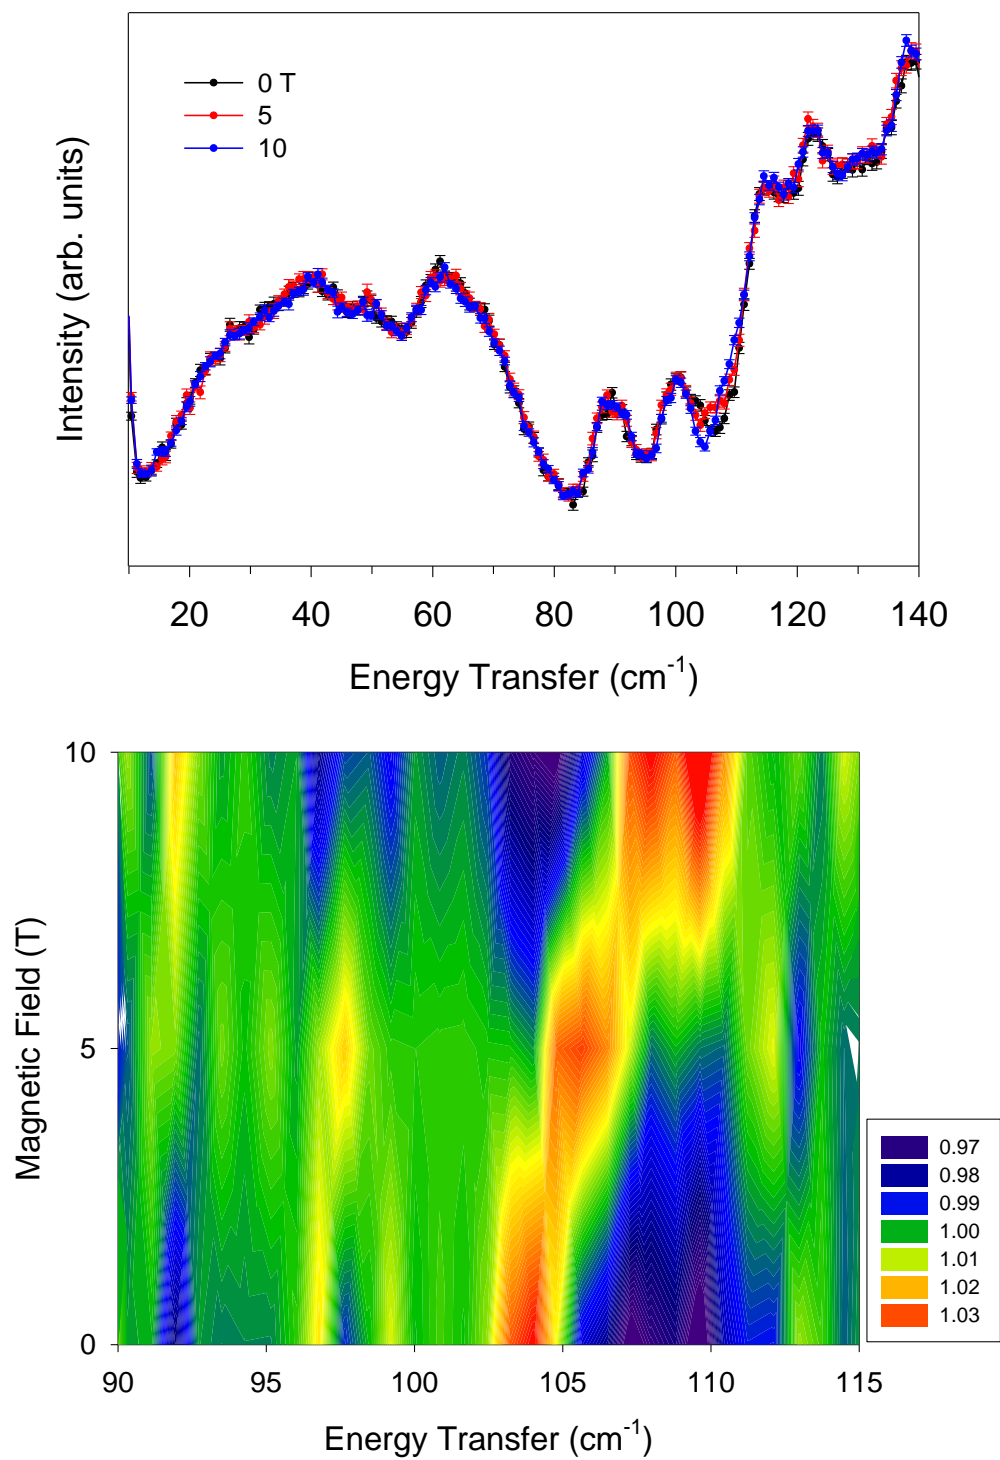 0 T
5
10
Intensity (arb. units)
20 40 60 80 100 120 140
Energy Transfer (cm-1)
10
5
0
Magnetic Field (T)
0.97
0.98
0.99
1.00
1.01
1.02
1.03
90 95 100 105 110 115
Energy Transfer (cm-1)